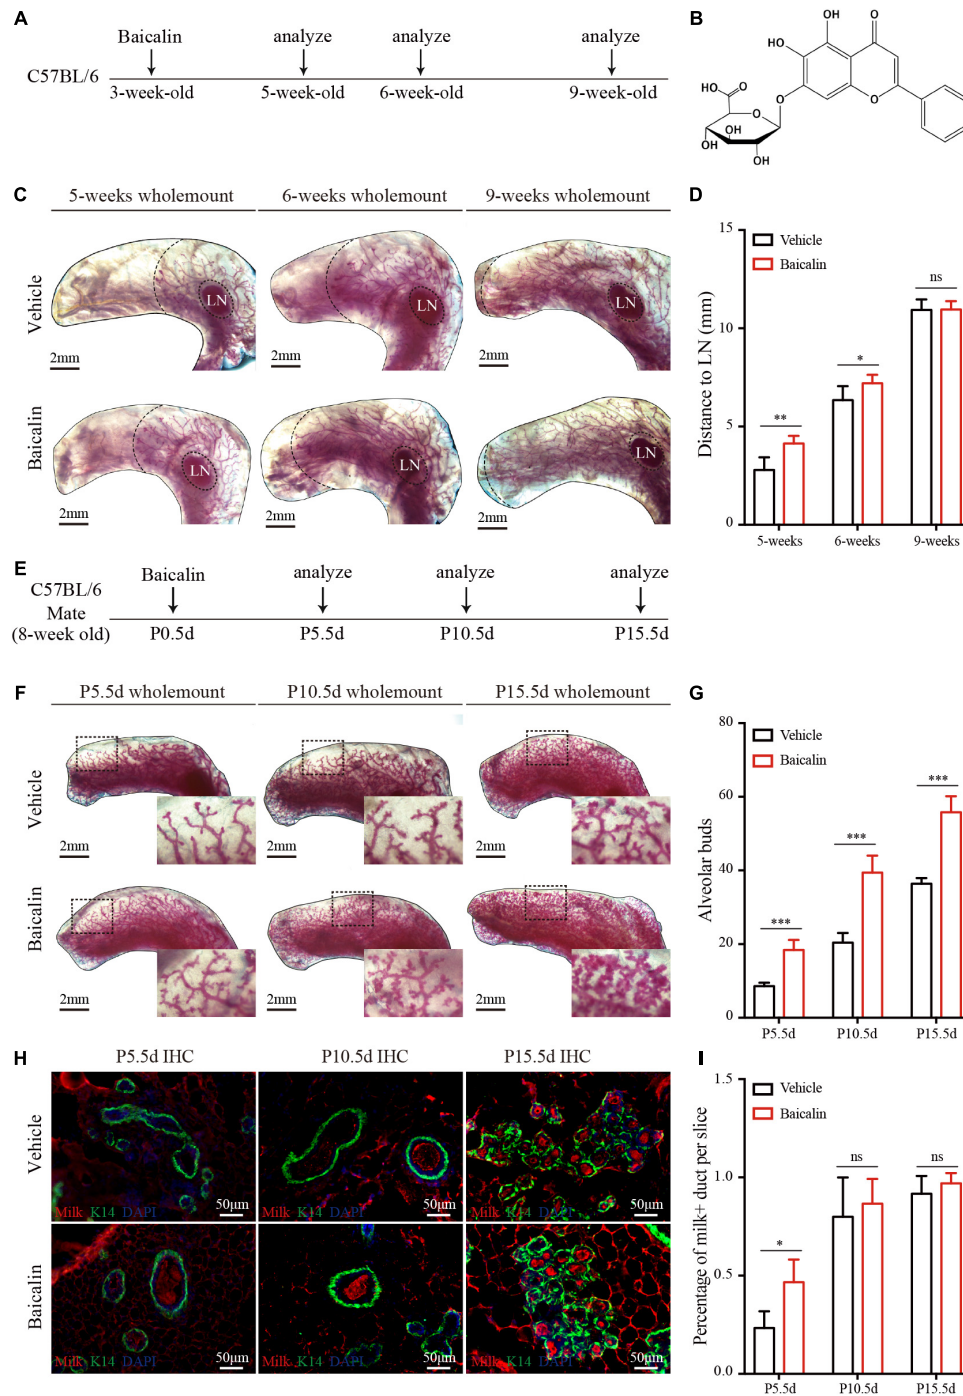 A
Baicalin analyze analyze analyze
C57BL/6
3-week-old 5-week-old 6-week-old 9-week-old
B
OH O
HO
HO O
O O O
OH
HO OH
OH
C
5-weeks wholemount 6-weeks wholemount 9-weeks wholemount
Vehicle
LN LN LN
2mm 2mm 2mm
Baicalin
LN LN LN
2mm 2mm 2mm
D
Distance to LN (mm)
15
10
5
0
Vehicle
Baicalin
** * ns
5-weeks 6-weeks 9-weeks
E
C57BL/6
Mate
(8-week old)
Baicalin analyze analyze analyze
P0.5d P5.5d P10.5d P15.5d
F
P5.5d wholemount P10.5d wholemount P15.5d wholemount
Vehicle
2mm 2mm 2mm
Baicalin
2mm 2mm 2mm
G
Alveolar buds
80
60
40
20
0
Vehicle
Baicalin
*** *** ***
P5.5d P10.5d P15.5d
H
P5.5d IHC P10.5d IHC P15.5d IHC
Vehicle
50μm 50μm 50μm
Milk K14 DAPI Milk K14 DAPI Milk K14 DAPI
Baicalin
50μm 50μm 50μm
Milk K14 DAPI Milk K14 DAPI Milk K14 DAPI
I
Percentage of milk+ duct per slice
1.5
1.0
0.5
0.0
Vehicle
Baicalin
* ns ns
P5.5d P10.5d P15.5d